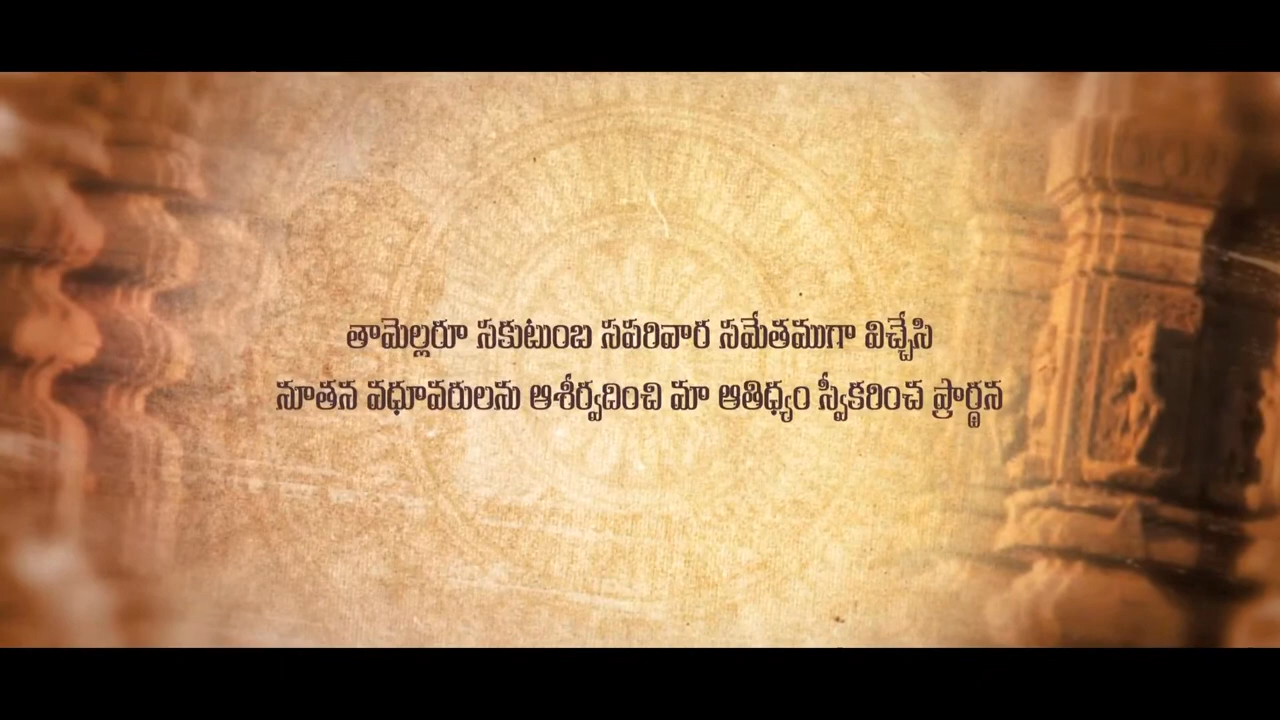 తామెల్లరూ సకుటుంబ సపరివార సమేతముగా విచ్చేసి
నూతన వధూవరులను ఆశీర్వదించి మా ఆతిధ్యం స్వీకరించ ప్రార్థన